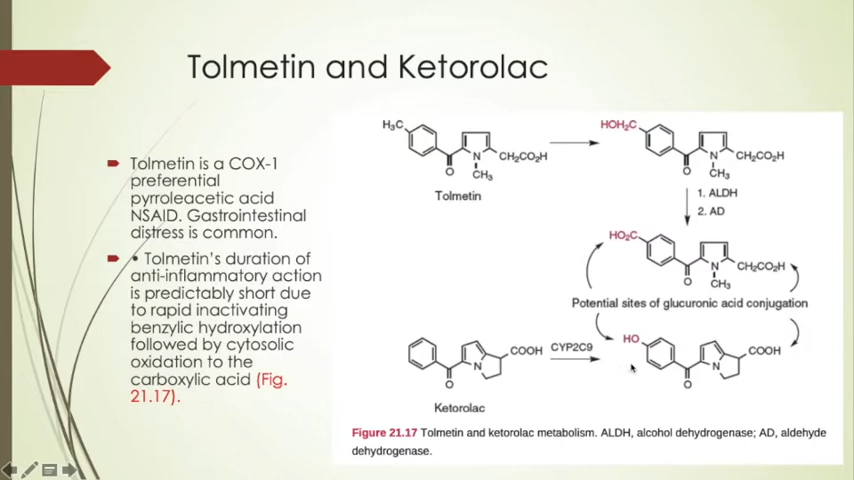 Tolmetin and Ketorolac
Tolmetin is a COX-1
preferential
pyrroleacetic acid
NSAID. Gastrointestinal
distress is common.
• Tolmetin's duration of
anti-inflammatory action
is predictably short due
to rapid inactivating
benzylic hydroxylation
followed by cytosolic
oxidation to the
carboxylic acid (Fig.
21.17).
H₃C
O
N
CH₃
CH₂CO₂H
Tolmetin
HOH₂C
O
N
CH₃
CH₂CO₂H
1. ALDH
2. AD
HO₂C
O
N
CH₃
CH₂CO₂H
Potential sites of glucuronic acid conjugation
O
N
COOH
Ketorolac
CYP2C9
HO
O
N
COOH
Figure 21.17 Tolmetin and ketorolac metabolism. ALDH, alcohol dehydrogenase; AD, aldehyde
dehydrogenase.